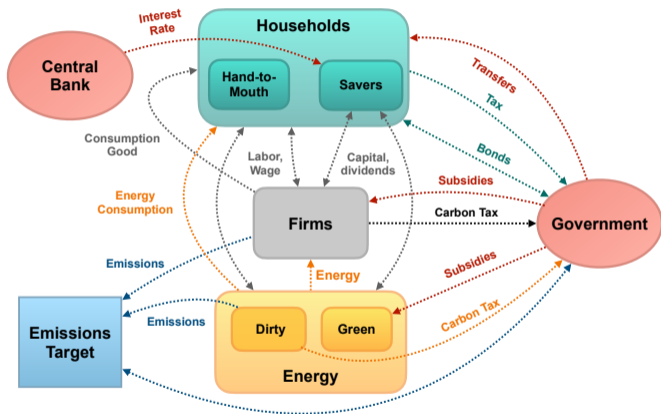 Interest
Rate
Households
Central
Bank
Hand-to-
Mouth
Savers
Transfers
Tax
Consumption
Good
Labor,
Wage
Capital,
dividends
Bonds
Energy
Consumption
Subsidies
Firms
Carbon Tax
Government
Emissions
Energy
Subsidies
Emissions
Target
Emissions
Dirty
Green
Carbon Tax
Energy